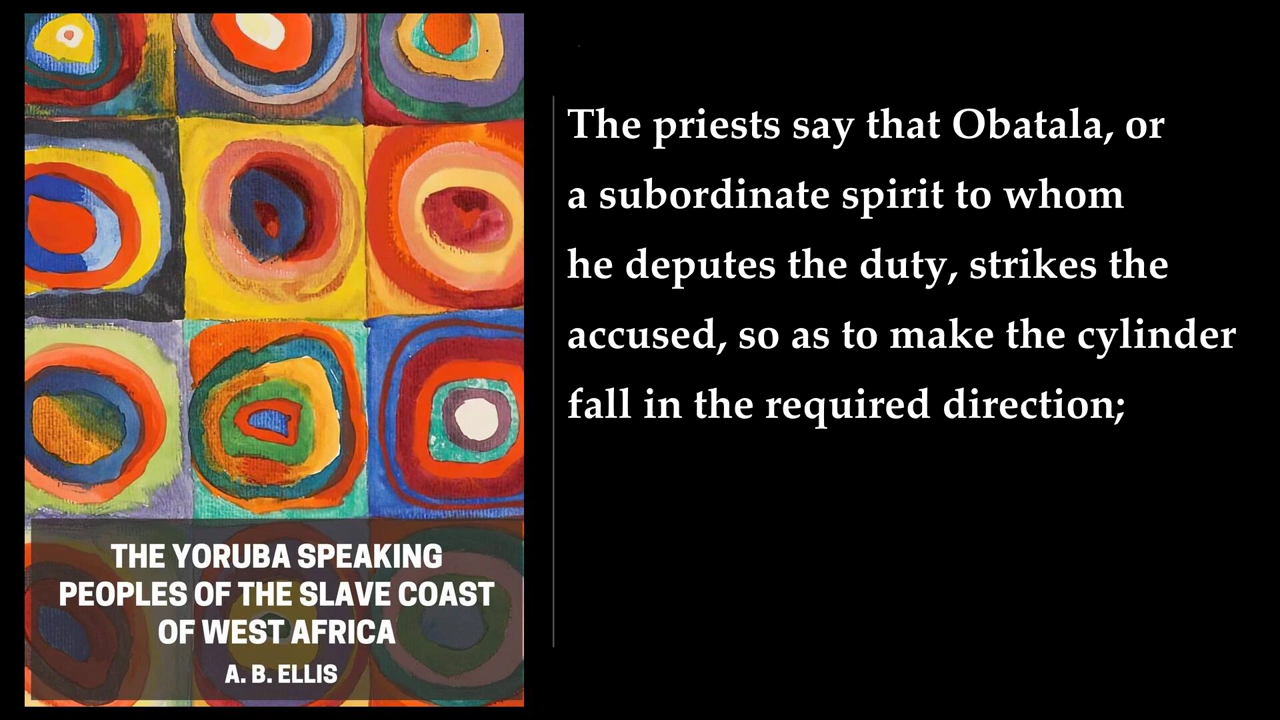 The priests say that Obatala, or
a subordinate spirit to whom
he deputes the duty, strikes the
accused, so as to make the cylinder
fall in the required direction;
THE YORUBA SPEAKING
PEOPLES OF THE SLAVE COAST
OF WEST AFRICA
A. B. ELLIS